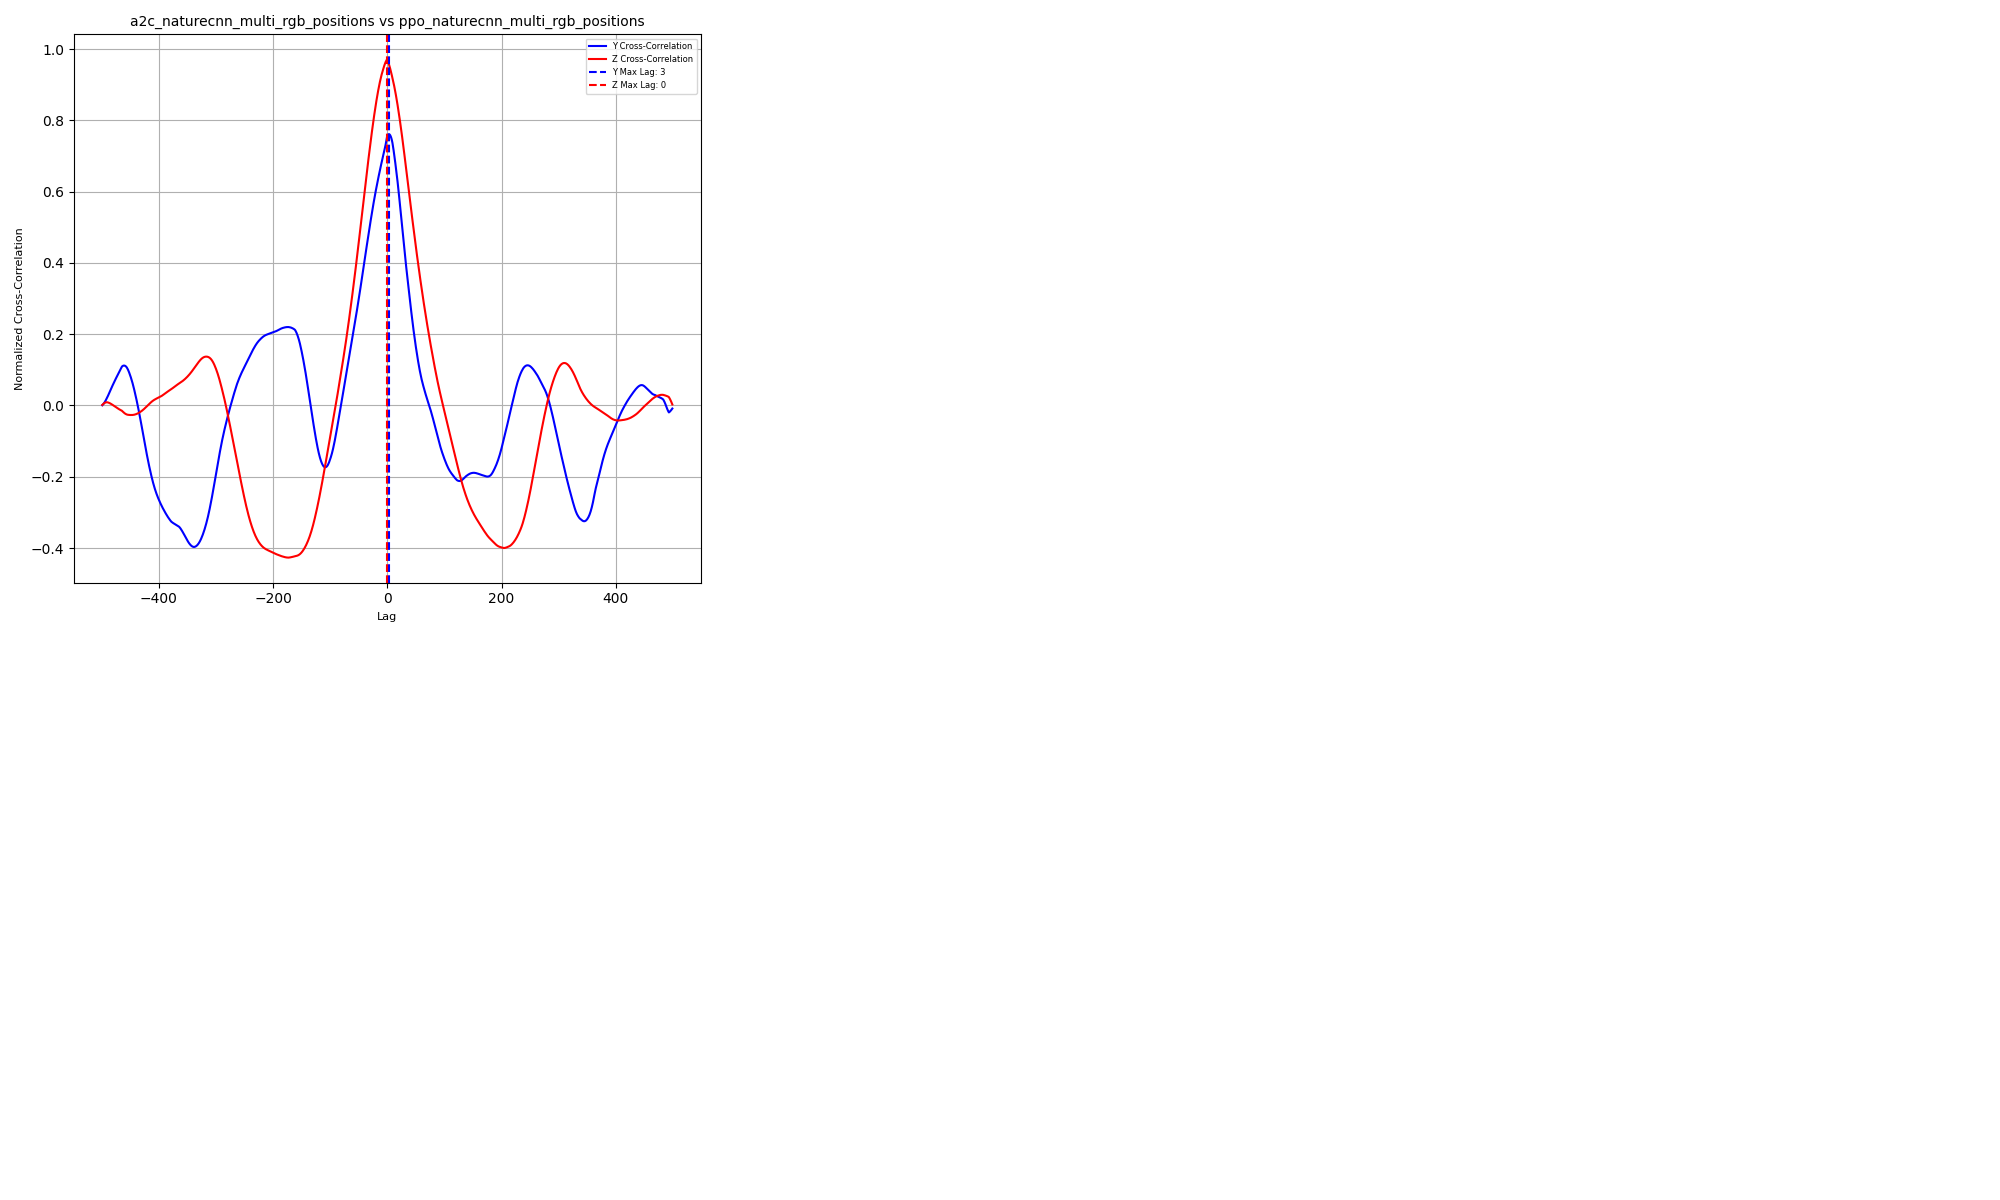 a2c_naturecnn_multi_rgb_positions vs ppo_naturecnn_multi_rgb_positions
Y Cross-Correlation
Z Cross-Correlation
Y Max Lag: 3
Z Max Lag: 0
Normalized Cross-Correlation
1.0
0.8
0.6
0.4
0.2
0.0
−0.2
−0.4
−400 −200 0 200 400
Lag